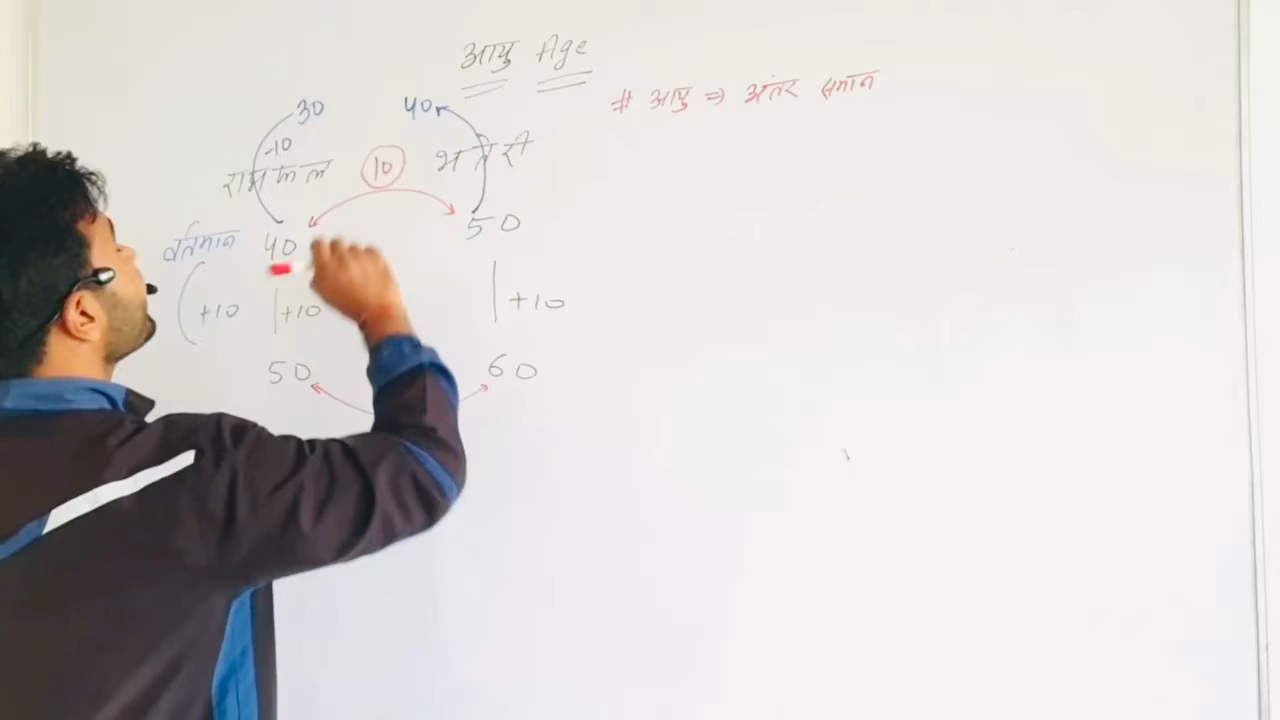 आयु Age
# आयु ⇒ अंतर समान
30 40
-10
रामफल 10 भतेरी
वर्तमान 40 50
+10 +10 +10
50 60